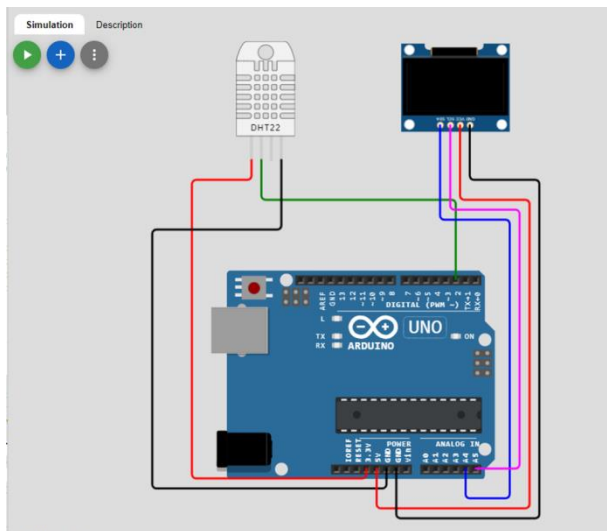 Simulation Description
DHT22
SDA SCL VCC GND
AREF
GND
13
12
~11
~10
~9
8
7
~6
~5
4
~3
2
TX→1
RX←0
DIGITAL (PWM ~)
L
TX
RX
ARDUINO
UNO
ON
POWER
ANALOG IN
IOREF
RESET
3.3V
5V
GND
GND
Vin
A0
A1
A2
A3
A4
A5